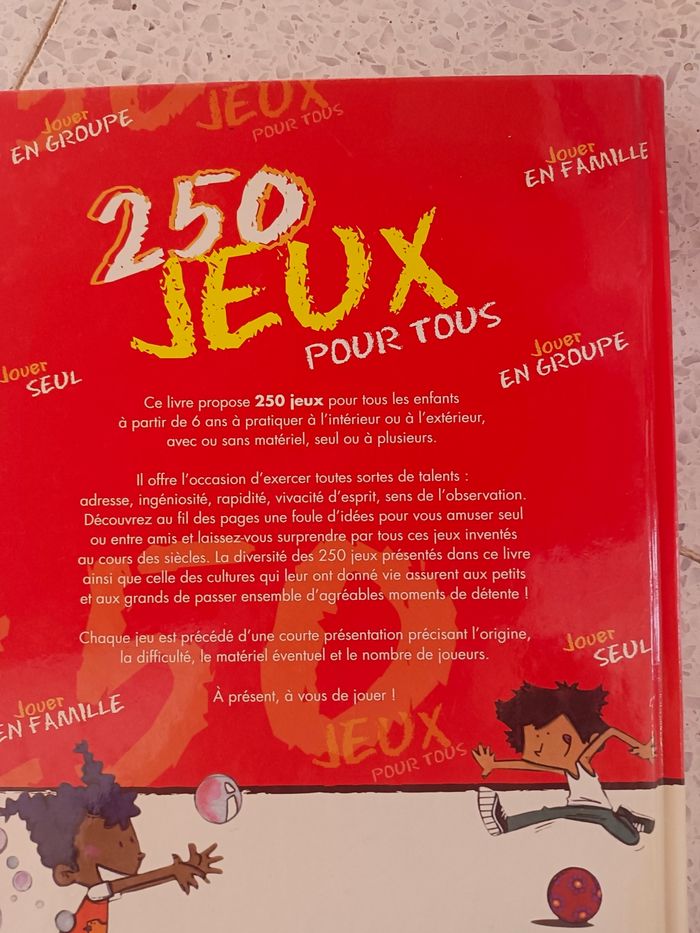 JEUX
POUR TOUS
Jouer
EN GROUPE
Jouer
EN FAMILLE
250
JEUX
POUR TOUS
Jouer
EN GROUPE
Jouer
SEUL
Ce livre propose 250 jeux pour tous les enfants
à partir de 6 ans à pratiquer à l'intérieur ou à l'extérieur,
avec ou sans matériel, seul ou à plusieurs.
Il offre l'occasion d'exercer toutes sortes de talents :
adresse, ingéniosité, rapidité, vivacité d'esprit, sens de l'observation.
Découvrez au fil des pages une foule d'idées pour vous amuser seul
ou entre amis et laissez-vous surprendre par tous ces jeux inventés
au cours des siècles. La diversité des 250 jeux présentés dans ce livre
ainsi que celle des cultures qui leur ont donné vie assurent aux petits
et aux grands de passer ensemble d'agréables moments de détente !
Chaque jeu est précédé d'une courte présentation précisant l'origine,
la difficulté, le matériel éventuel et le nombre de joueurs.
Jouer
SEUL
À présent, à vous de jouer !
Jouer
EN FAMILLE
50
JEUX
POUR TOUS